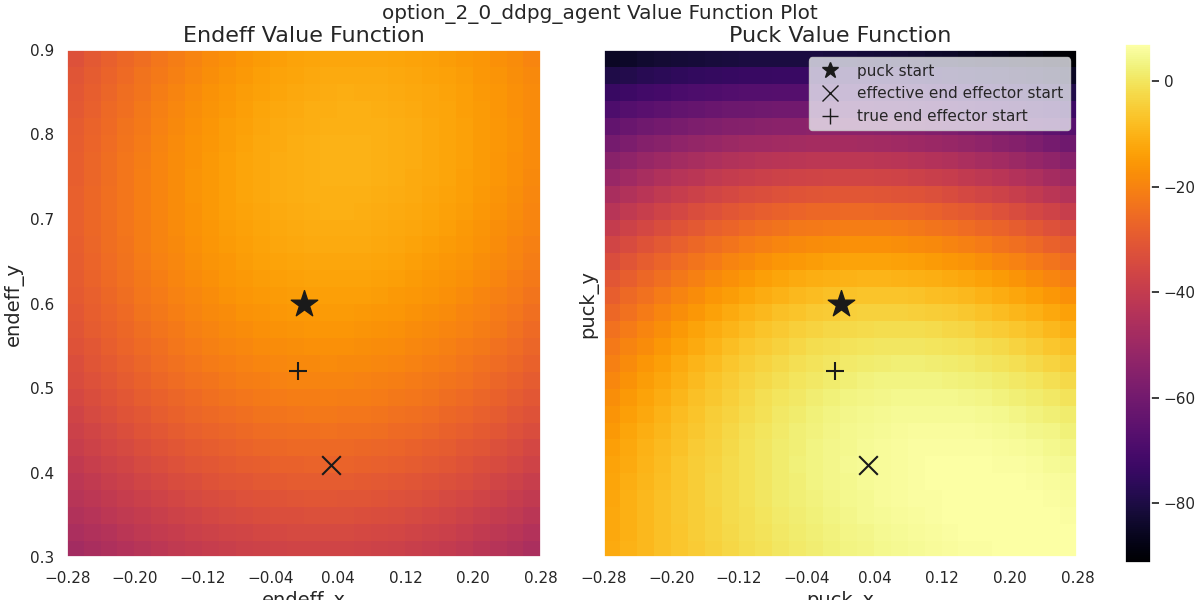 option_2_0_ddpg_agent Value Function Plot
Endeff Value Function
Puck Value Function
0.9
0.8
0.7
0.6
0.5
0.4
0.3
endeff_y
−0.28 −0.20 −0.12 −0.04 0.04 0.12 0.20 0.28
endeff_x
puck_y
puck start
effective end effector start
true end effector start
−0.28 −0.20 −0.12 −0.04 0.04 0.12 0.20 0.28
puck_x
0
−20
−40
−60
−80